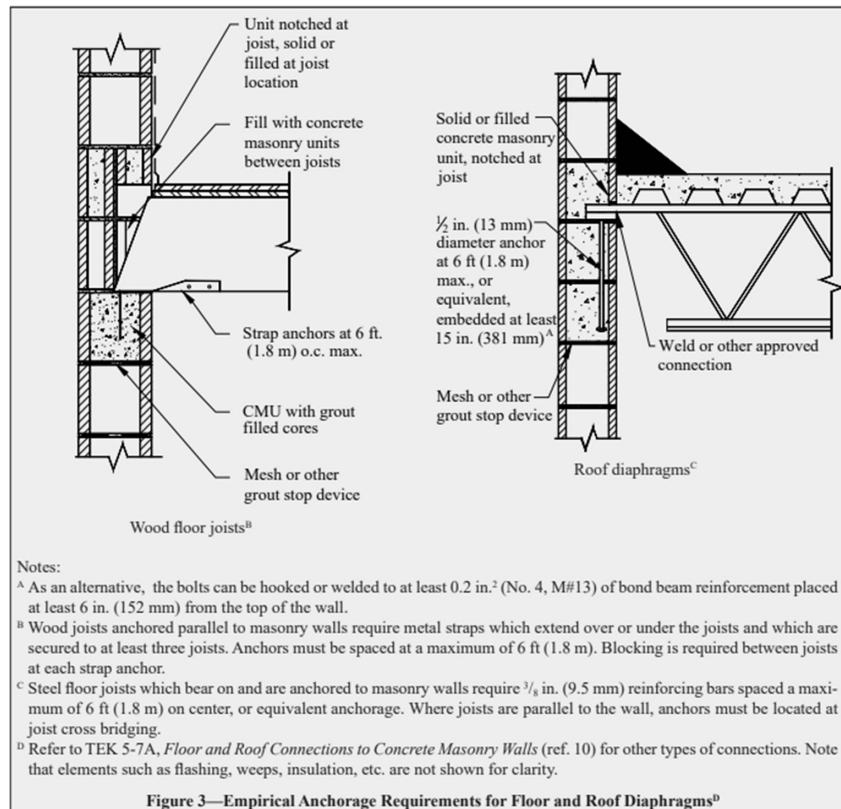 Unit notched at
joist, solid or
filled at joist
location
Fill with concrete
masonry units
between joists
Strap anchors at 6 ft.
(1.8 m) o.c. max.
CMU with grout
filled cores
Mesh or other
grout stop device
Wood floor joistsᴮ
Solid or filled
concrete masonry
unit, notched at
joist
½ in. (13 mm)
diameter anchor
at 6 ft (1.8 m)
max., or
equivalent,
embedded at least
15 in. (381 mm)ᴬ
Mesh or other
grout stop device
Weld or other approved
connection
Roof diaphragmsᶜ
Notes:
ᴬ As an alternative, the bolts can be hooked or welded to at least 0.2 in.² (No. 4, M#13) of bond beam reinforcement placed
at least 6 in. (152 mm) from the top of the wall.
ᴮ Wood joists anchored parallel to masonry walls require metal straps which extend over or under the joists and which are
secured to at least three joists. Anchors must be spaced at a maximum of 6 ft (1.8 m). Blocking is required between joists
at each strap anchor.
ᶜ Steel floor joists which bear on and are anchored to masonry walls require ³/₈ in. (9.5 mm) reinforcing bars spaced a maxi-
mum of 6 ft (1.8 m) on center, or equivalent anchorage. Where joists are parallel to the wall, anchors must be located at
joist cross bridging.
ᴰ Refer to TEK 5-7A, Floor and Roof Connections to Concrete Masonry Walls (ref. 10) for other types of connections. Note
that elements such as flashing, weeps, insulation, etc. are not shown for clarity.
Figure 3—Empirical Anchorage Requirements for Floor and Roof Diaphragmsᴰ